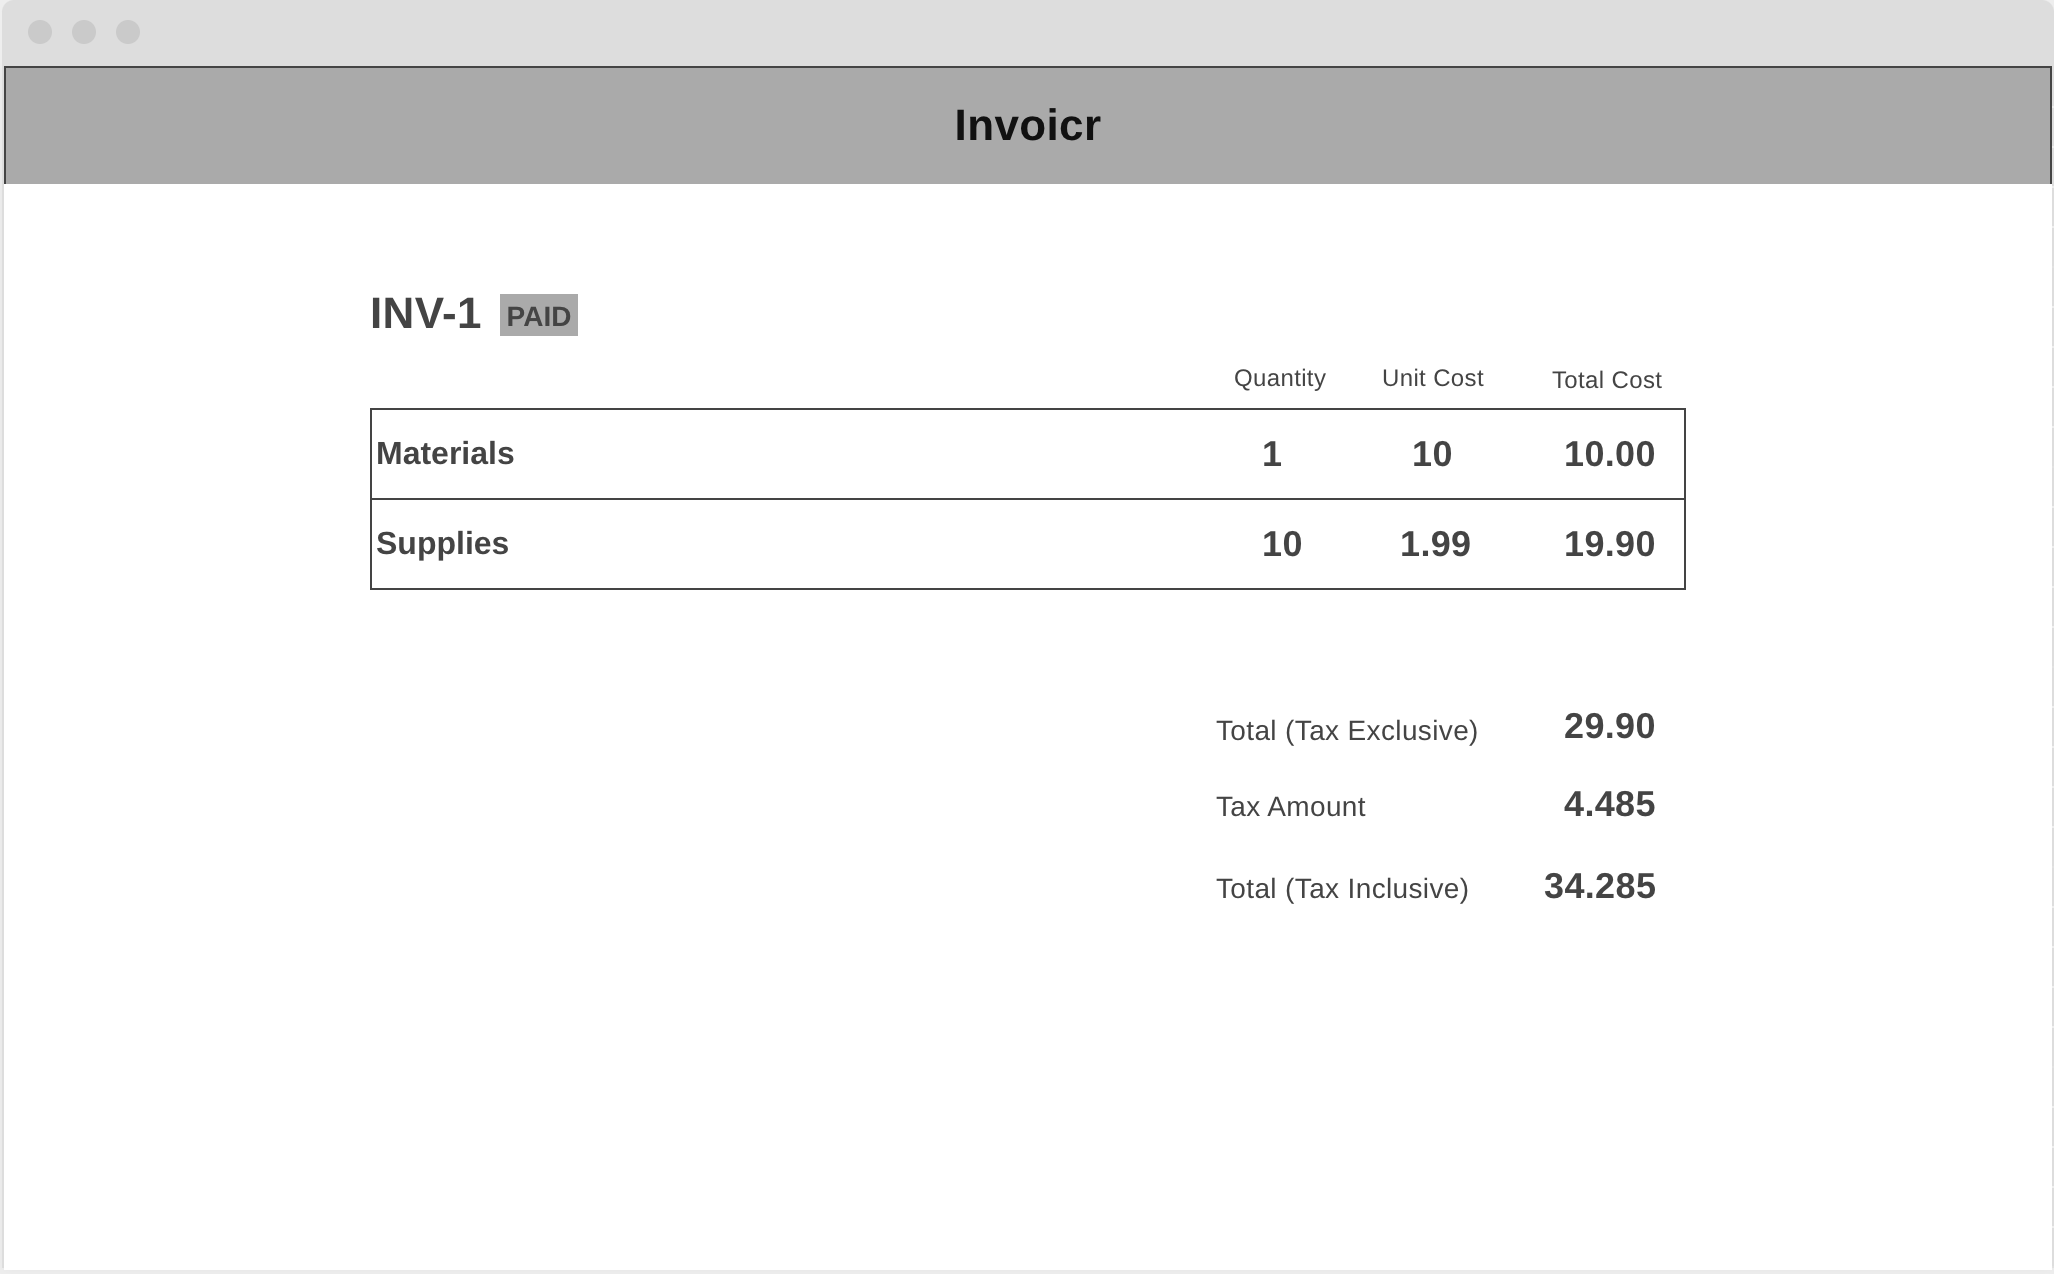 Invoicr
INV-1 PAID
Quantity Unit Cost Total Cost
Materials 1 10 10.00
Supplies 10 1.99 19.90
Total (Tax Exclusive) 29.90
Tax Amount 4.485
Total (Tax Inclusive) 34.285